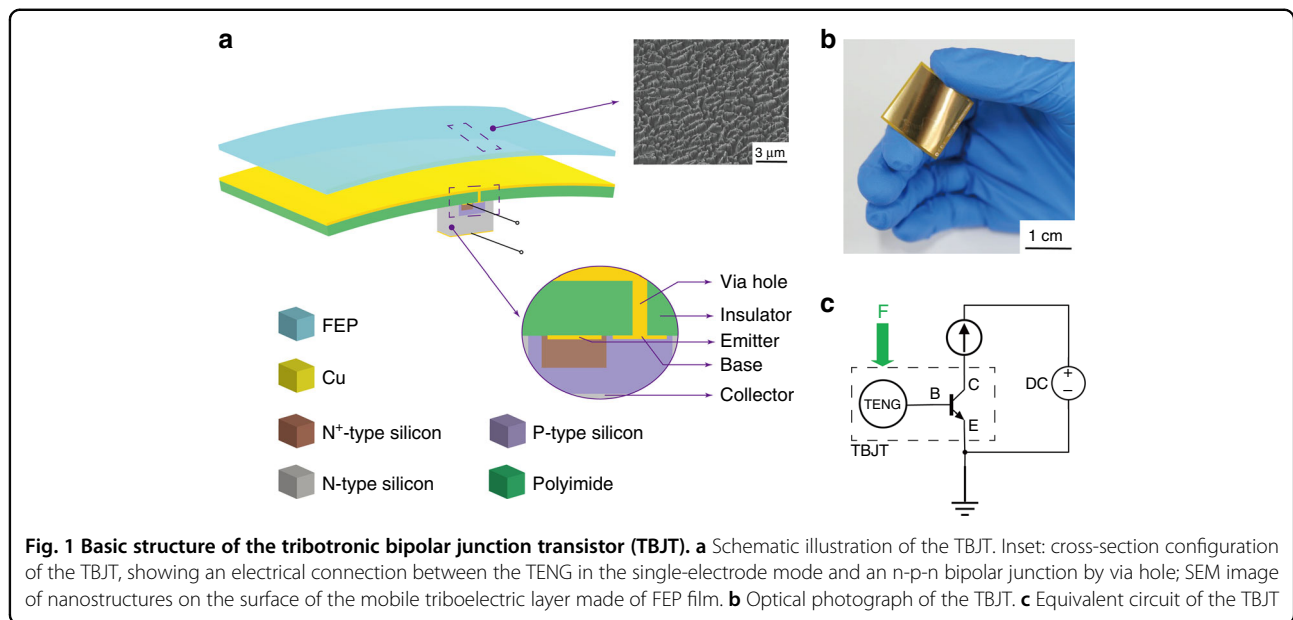 a
3 μm
Via hole
Insulator
Emitter
Base
Collector
FEP
Cu
N⁺-type silicon
P-type silicon
N-type silicon
Polyimide
b
1 cm
c
F
TENG
B
C
E
TBJT
DC
+
−
Fig. 1 Basic structure of the tribotronic bipolar junction transistor (TBJT). a Schematic illustration of the TBJT. Inset: cross-section configuration
of the TBJT, showing an electrical connection between the TENG in the single-electrode mode and an n-p-n bipolar junction by via hole; SEM image
of nanostructures on the surface of the mobile triboelectric layer made of FEP film. b Optical photograph of the TBJT. c Equivalent circuit of the TBJT